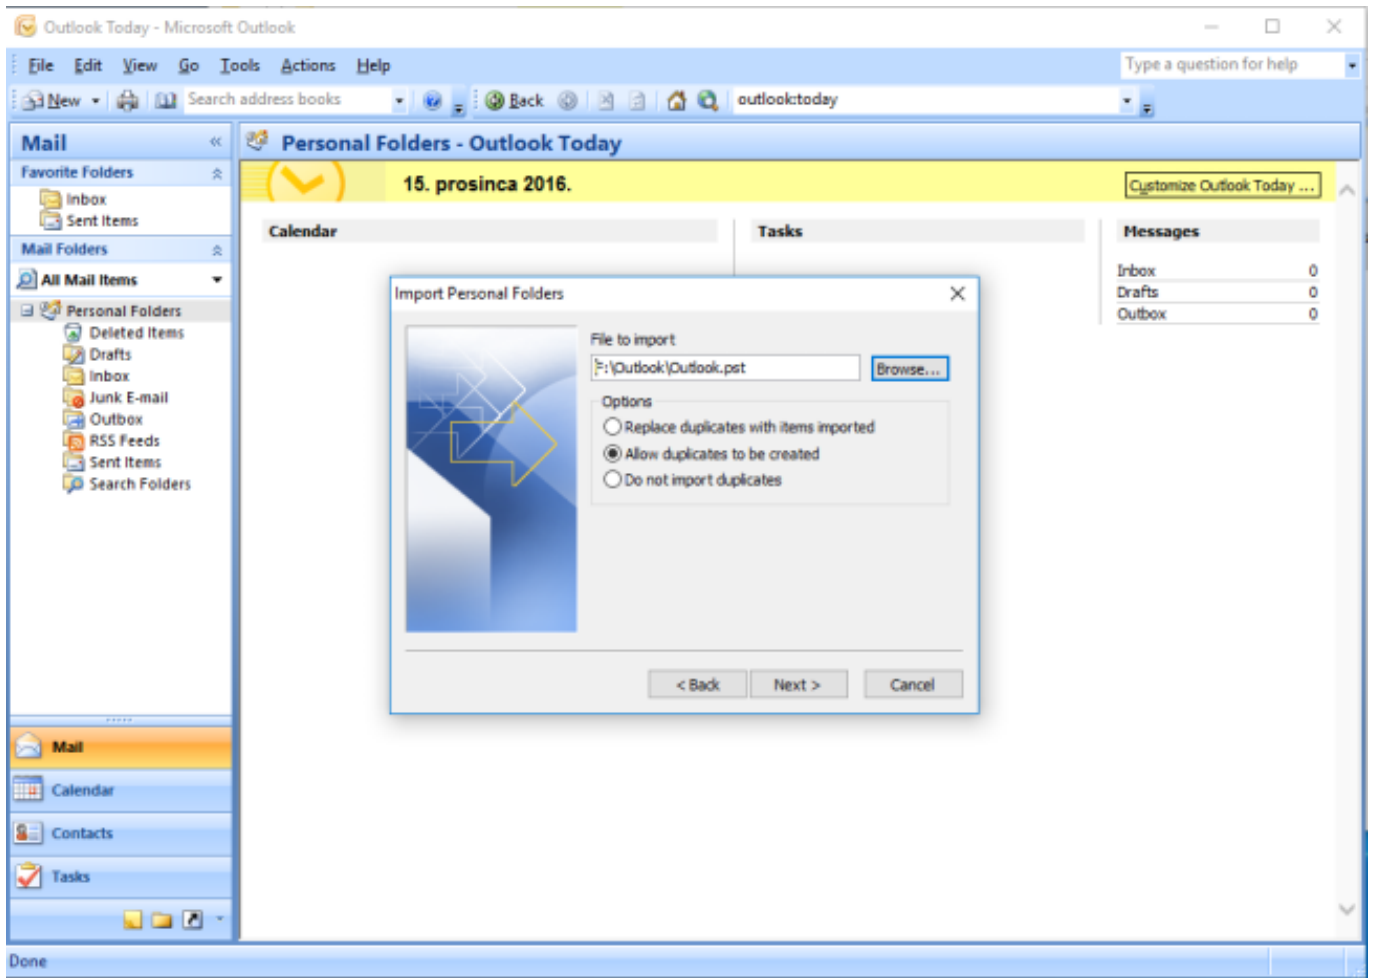 Outlook Today - Microsoft Outlook
File Edit View Go Tools Actions Help
Type a question for help
New
Search address books
Back
outlook:today
Mail
Personal Folders - Outlook Today
Favorite Folders
Inbox
Sent Items
Mail Folders
All Mail Items
Personal Folders
Deleted Items
Drafts
Inbox
Junk E-mail
Outbox
RSS Feeds
Sent Items
Search Folders
15. prosinca 2016.
Customize Outlook Today ...
Calendar
Tasks
Messages
Inbox 0
Drafts 0
Outbox 0
Import Personal Folders
File to import
F:\Outlook\Outlook.pst
Browse...
Options
Replace duplicates with items imported
Allow duplicates to be created
Do not import duplicates
< Back
Next >
Cancel
Mail
Calendar
Contacts
Tasks
Done